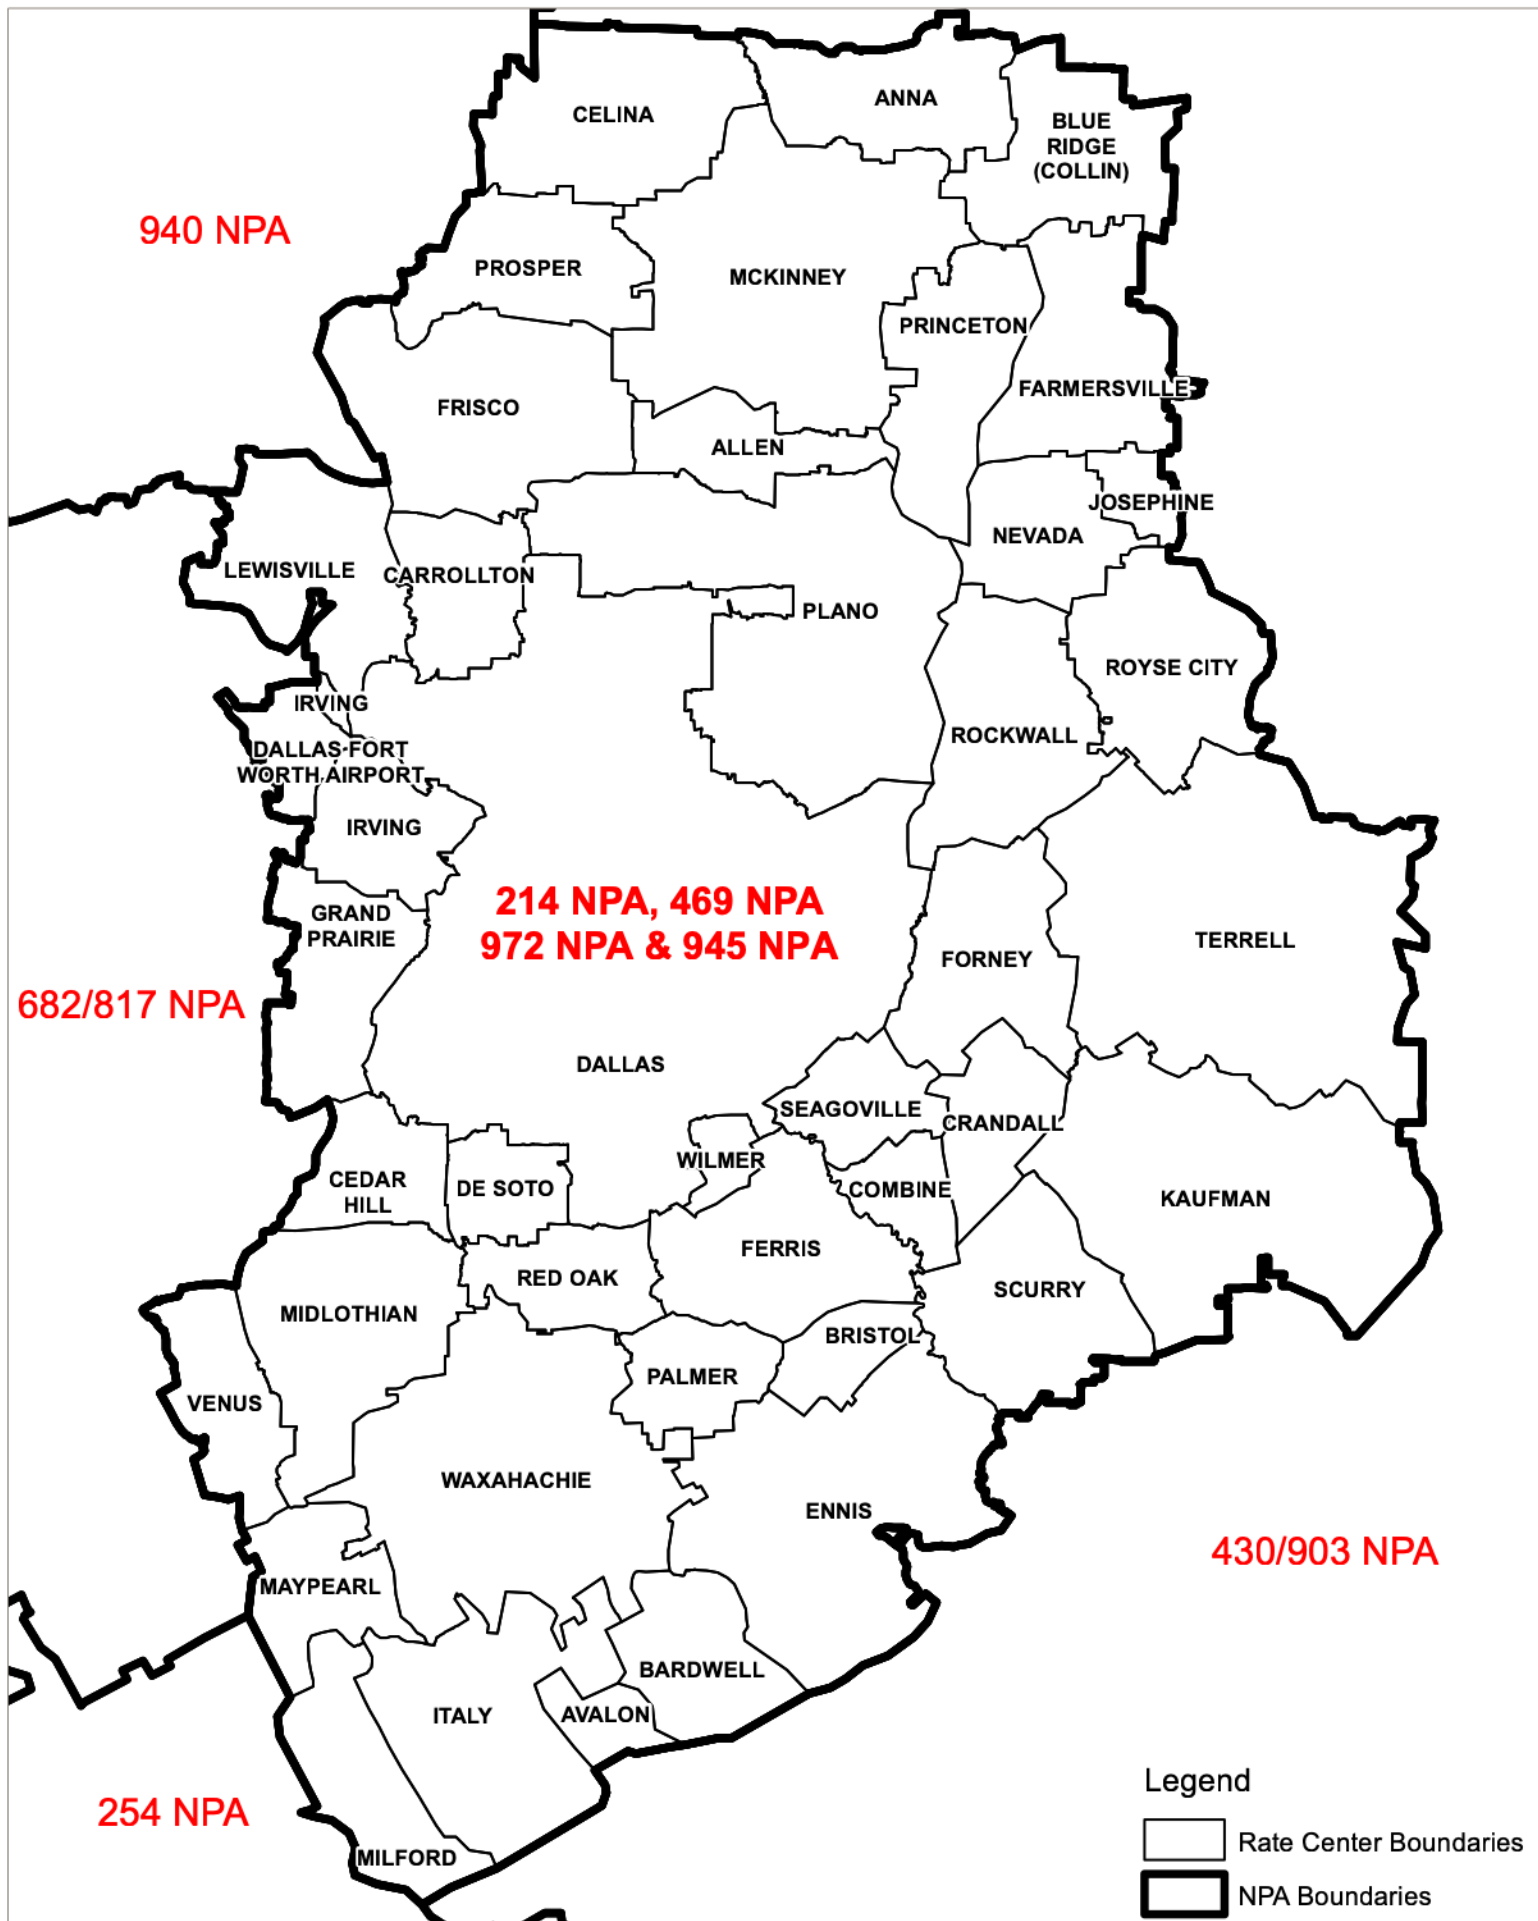 CELINA
ANNA
BLUE
RIDGE
(COLLIN)
940 NPA
PROSPER
MCKINNEY
PRINCETON
FARMERSVILLE
FRISCO
ALLEN
JOSEPHINE
NEVADA
LEWISVILLE
CARROLLTON
PLANO
ROYSE CITY
IRVING
ROCKWALL
DALLAS-FORT
WORTH AIRPORT
IRVING
214 NPA, 469 NPA
972 NPA & 945 NPA
GRAND
PRAIRIE
TERRELL
FORNEY
682/817 NPA
DALLAS
SEAGOVILLE
CRANDALL
WILMER
CEDAR
HILL
DE SOTO
COMBINE
KAUFMAN
FERRIS
RED OAK
SCURRY
MIDLOTHIAN
BRISTOL
PALMER
VENUS
WAXAHACHIE
ENNIS
430/903 NPA
MAYPEARL
BARDWELL
ITALY
AVALON
254 NPA
MILFORD
Legend
Rate Center Boundaries
NPA Boundaries